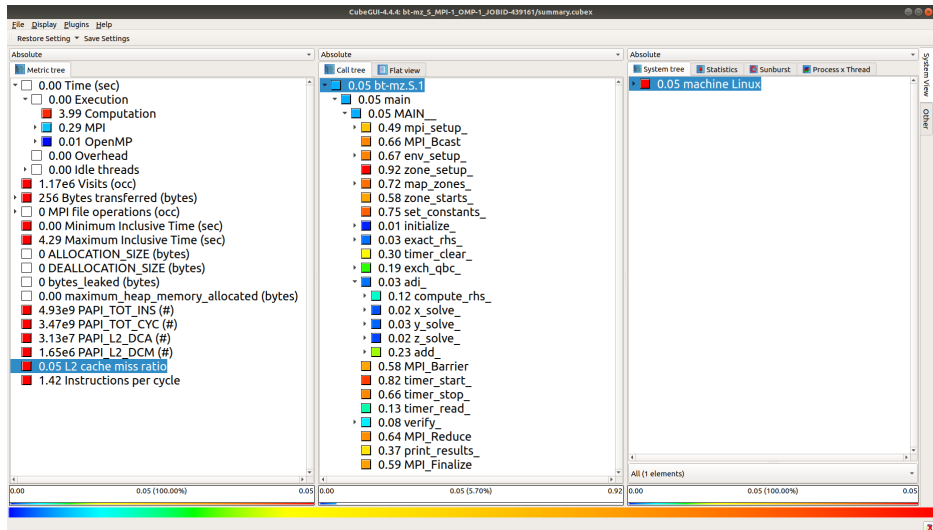 CubeGUI-4.4.4: bt-mz_S_MPI-1_OMP-1_JOBID-439161/summary.cubex
File Display Plugins Help
Restore Setting Save Settings
Absolute
Metric tree
0.00 Time (sec)
0.00 Execution
3.99 Computation
0.29 MPI
0.01 OpenMP
0.00 Overhead
0.00 Idle threads
1.17e6 Visits (occ)
256 Bytes transferred (bytes)
0 MPI file operations (occ)
0.00 Minimum Inclusive Time (sec)
4.29 Maximum Inclusive Time (sec)
0 ALLOCATION_SIZE (bytes)
0 DEALLOCATION_SIZE (bytes)
0 bytes_leaked (bytes)
0.00 maximum_heap_memory_allocated (bytes)
4.93e9 PAPI_TOT_INS (#)
3.47e9 PAPI_TOT_CYC (#)
3.13e7 PAPI_L2_DCA (#)
1.65e6 PAPI_L2_DCM (#)
0.05 L2 cache miss ratio
1.42 Instructions per cycle
0.00 0.05 (100.00%) 0.05
Absolute
Call tree Flat view
0.05 bt-mz.S.1
0.05 main
0.05 MAIN__
0.49 mpi_setup_
0.66 MPI_Bcast
0.67 env_setup_
0.92 zone_setup_
0.72 map_zones_
0.58 zone_starts_
0.75 set_constants_
0.01 initialize_
0.03 exact_rhs_
0.30 timer_clear_
0.19 exch_qbc_
0.03 adi_
0.12 compute_rhs_
0.02 x_solve_
0.03 y_solve_
0.02 z_solve_
0.23 add_
0.58 MPI_Barrier
0.82 timer_start_
0.66 timer_stop_
0.13 timer_read_
0.08 verify_
0.64 MPI_Reduce
0.37 print_results_
0.59 MPI_Finalize
0.00 0.05 (5.70%) 0.92
Absolute
System tree Statistics Sunburst Process x Thread
0.05 machine Linux
All (1 elements)
0.00 0.05 (100.00%) 0.05
System View
Other